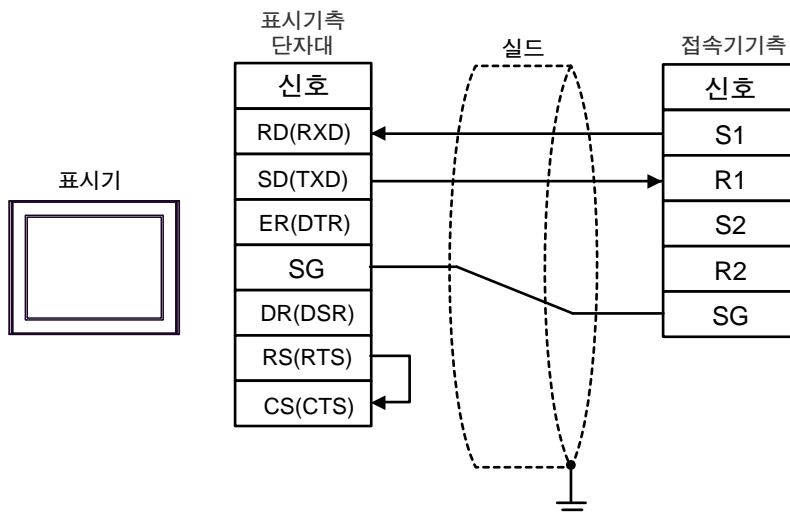 표시기측
단자대
실드
접속기기측
신호
신호
RD(RXD)
S1
SD(TXD)
R1
표시기
ER(DTR)
S2
SG
R2
DR(DSR)
SG
RS(RTS)
CS(CTS)